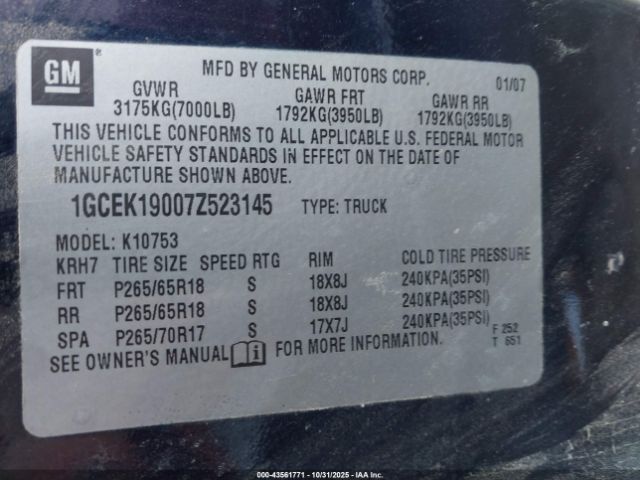 GM
®
MFD BY GENERAL MOTORS CORP. 01/07
GVWR GAWR FRT GAWR RR
3175KG(7000LB) 1792KG(3950LB) 1792KG(3950LB)
THIS VEHICLE CONFORMS TO ALL APPLICABLE U.S. FEDERAL MOTOR
VEHICLE SAFETY STANDARDS IN EFFECT ON THE DATE OF
MANUFACTURE SHOWN ABOVE.
1GCEK19007Z523145 TYPE: TRUCK
MODEL: K10753
KRH7 TIRE SIZE SPEED RTG RIM COLD TIRE PRESSURE
FRT P265/65R18 S 18X8J 240KPA(35PSI)
RR P265/65R18 S 18X8J 240KPA(35PSI)
SPA P265/70R17 S 17X7J 240KPA(35PSI)
SEE OWNER'S MANUAL i FOR MORE INFORMATION.
F 252
T 651
000-43561771 - 10/31/2025 - IAA Inc.